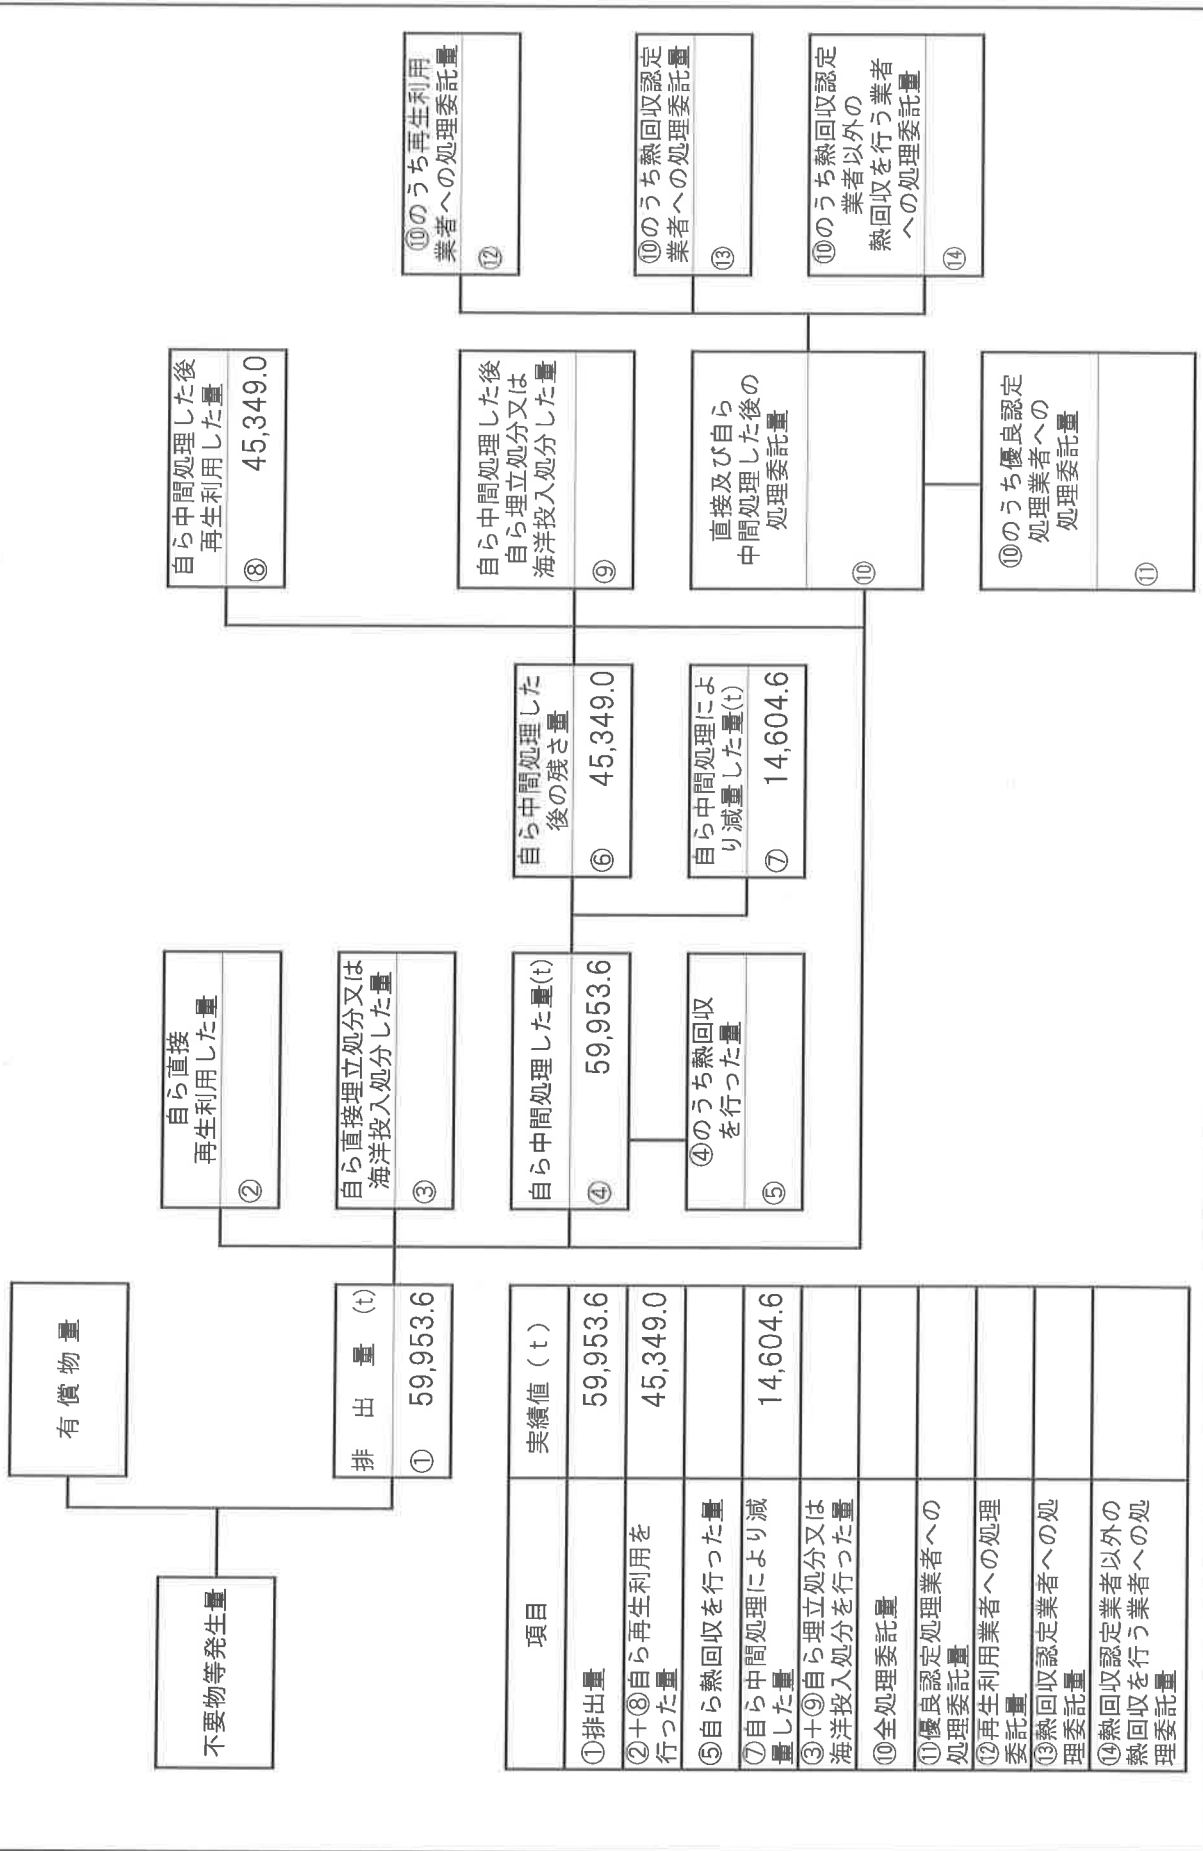 有 償 物 量
不要物等発生量
排 出 量 (t)
① 59,953.6
自ら直接
再生利用した量
②
自ら直接埋立処分又は
海洋投入処分した量
③
自ら中間処理した量(t)
④ 59,953.6
④のうち熱回収
を行った量
⑤
自ら中間処理した
後の残さ量
⑥ 45,349.0
自ら中間処理によ
り減量した量(t)
⑦ 14,604.6
自ら中間処理した後
再生利用した量
⑧ 45,349.0
自ら中間処理した後
自ら埋立処分又は
海洋投入処分した量
⑨
直接及び自ら
中間処理した後の
処理委託量
⑩
⑩のうち優良認定
処理業者への
処理委託量
⑪
⑩のうち再生利用
業者への処理委託量
⑫
⑩のうち熱回収認定
業者への処理委託量
⑬
⑩のうち熱回収認定
業者以外の
熱回収を行う業者
への処理委託量
⑭
項目 実績値(t)
①排出量 59,953.6
②+⑧自ら再生利用を
行った量 45,349.0
⑤自ら熱回収を行った量
⑦自ら中間処理により減
量した量 14,604.6
③+⑨自ら埋立処分又は
海洋投入処分を行った量
⑩全処理委託量
⑪優良認定処理業者への
処理委託量
⑫再生利用業者への処理
委託量
⑬熱回収認定業者への処
理委託量
⑭熱回収認定業者以外の
熱回収を行う業者への処
理委託量